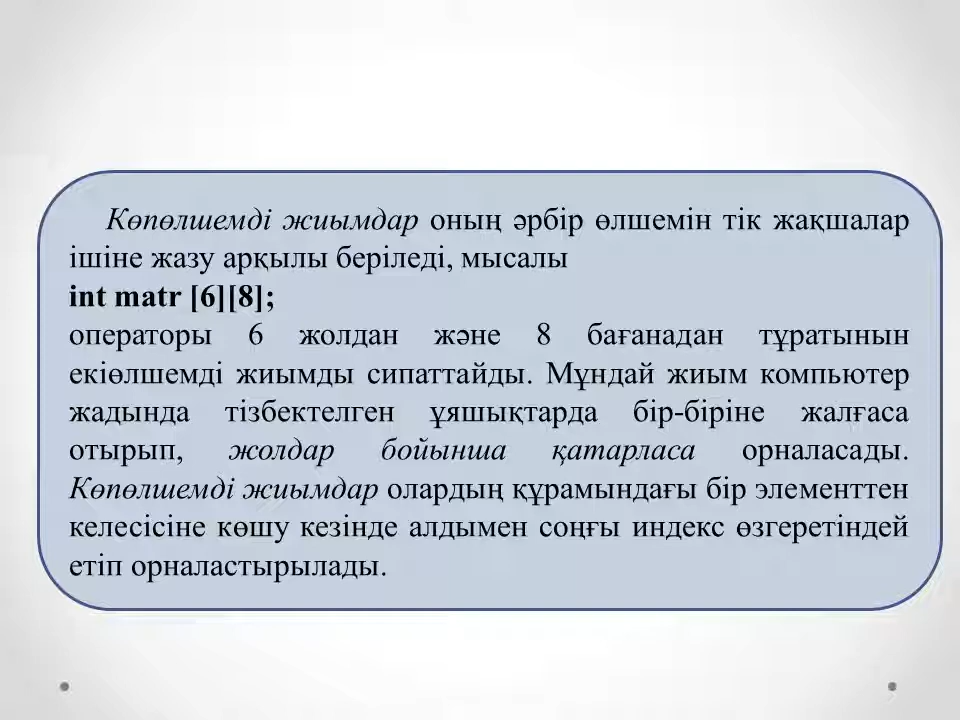 Көпөлшемді жиымдар оның әрбір өлшемін тік жақшалар
ішіне жазу арқылы беріледі, мысалы
int matr [6][8];
операторы 6 жолдан және 8 бағанадан тұратынын
екіөлшемді жиымды сипаттайды. Мұндай жиым компьютер
жадында тізбектелген ұяшықтарда бір-біріне жалғаса
отырып, жолдар бойынша қатарласа орналасады.
Көпөлшемді жиымдар олардың құрамындағы бір элементтен
келесісіне көшу кезінде алдымен соңғы индекс өзгеретіндей
етіп орналастырылады.